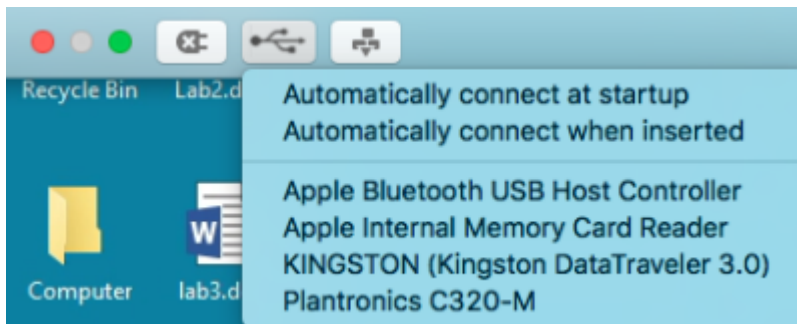 Recycle Bin
Lab2.d
Automatically connect at startup
Automatically connect when inserted
Apple Bluetooth USB Host Controller
Apple Internal Memory Card Reader
KINGSTON (Kingston DataTraveler 3.0)
Plantronics C320-M
W
Computer
lab3.d